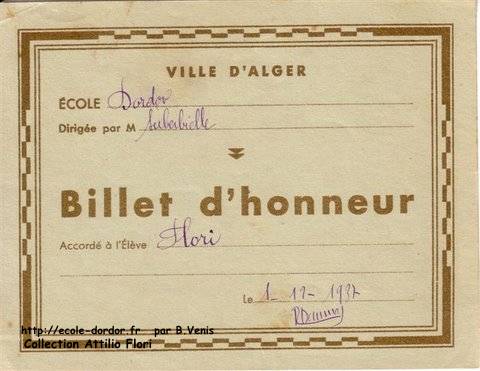 VILLE D'ALGER
ÉCOLE Dordor
Dirigée par M Suberbielle
Billet d'honneur
Accordé à l'Élève Flori
Le 1 - 12 - 1937
http://ecole-dordor.fr par B.Venis
Collection Attilio Flori